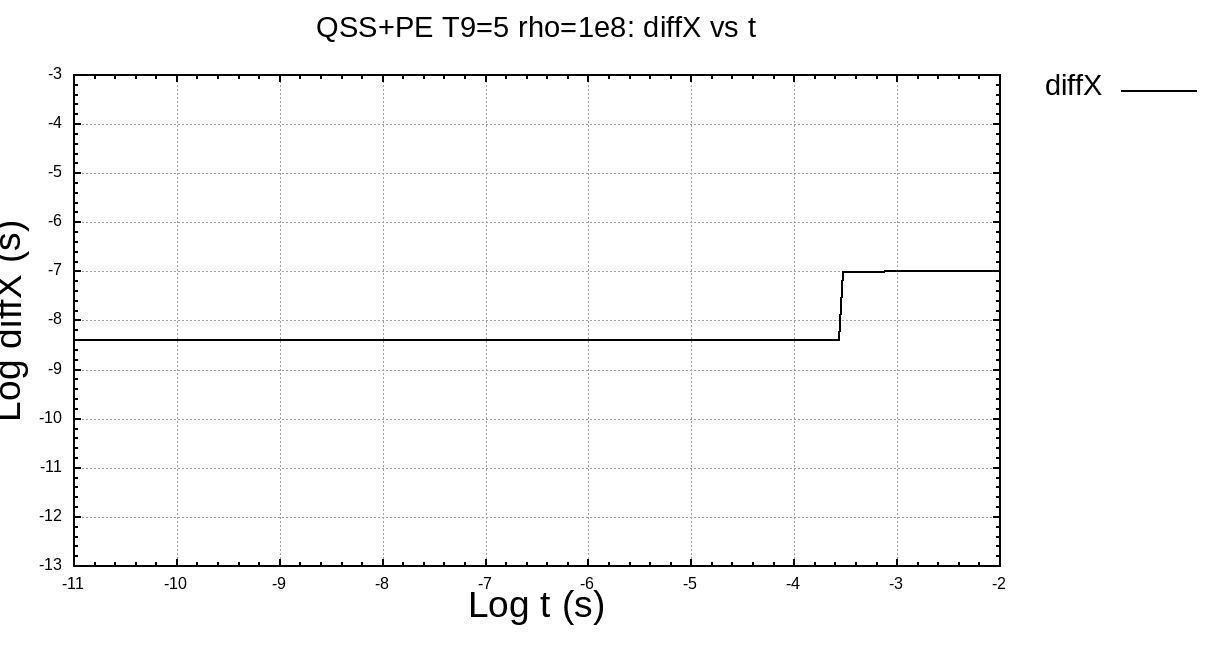 QSS+PE T9=5 rho=1e8: diffX vs t
diffX
Log diffX (s)
-3
-4
-5
-6
-7
-8
-9
-10
-11
-12
-13
-11 -10 -9 -8 -7 -6 -5 -4 -3 -2
Log t (s)